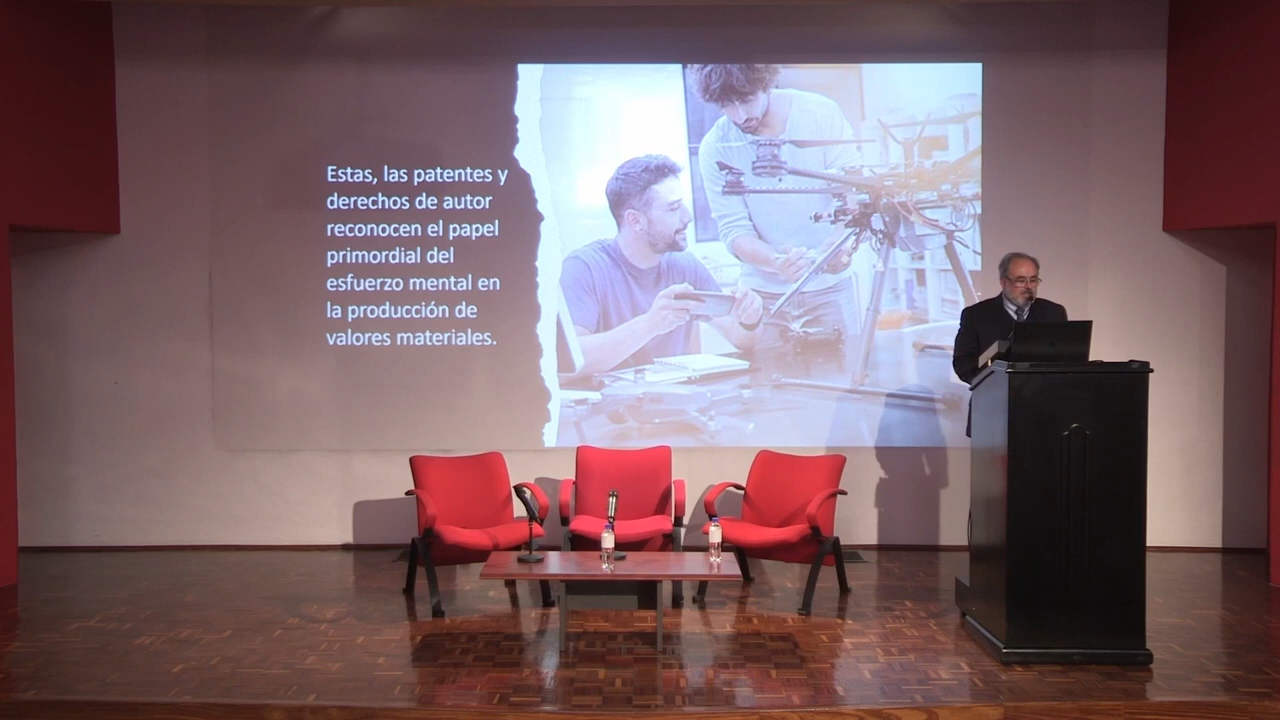 Estas, las patentes y
derechos de autor
reconocen el papel
primordial del
esfuerzo mental en
la producción de
valores materiales.